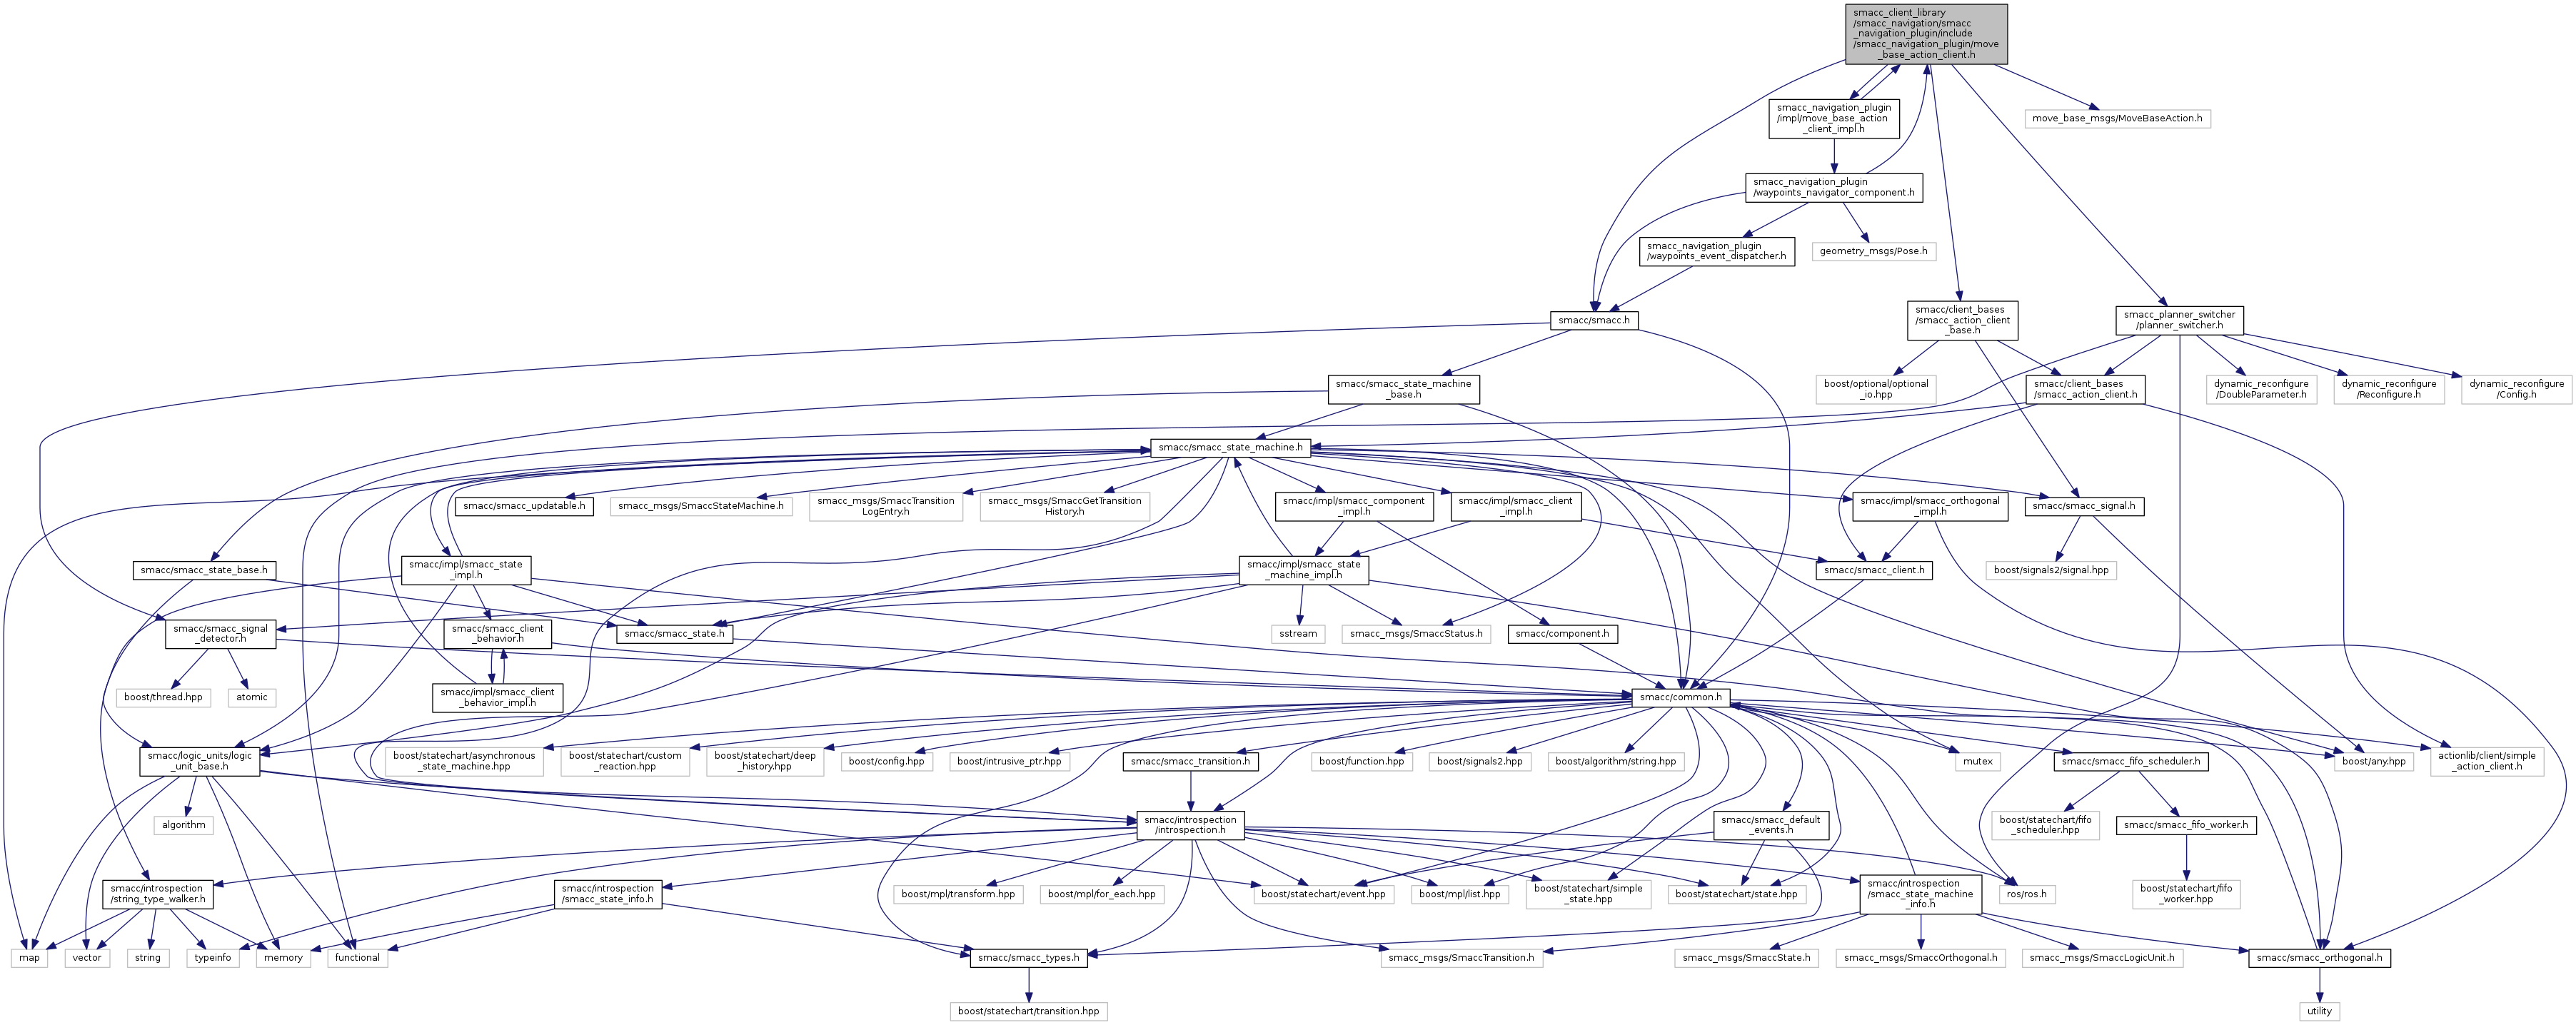 smacc_client_library
/smacc_navigation/smacc
_navigation_plugin/include
/smacc_navigation_plugin/move
_base_action_client.h
smacc_navigation_plugin
/impl/move_base_action
_client_impl.h
move_base_msgs/MoveBaseAction.h
smacc_navigation_plugin
/waypoints_navigator_component.h
smacc_navigation_plugin
/waypoints_event_dispatcher.h
geometry_msgs/Pose.h
smacc/smacc.h
smacc/client_bases
/smacc_action_client
_base.h
smacc_planner_switcher
/planner_switcher.h
smacc/smacc_state_machine
_base.h
boost/optional/optional
_io.hpp
smacc/client_bases
/smacc_action_client.h
dynamic_reconfigure
/DoubleParameter.h
dynamic_reconfigure
/Reconfigure.h
dynamic_reconfigure
/Config.h
smacc/smacc_state_machine.h
smacc/smacc_updatable.h
smacc_msgs/SmaccStateMachine.h
smacc_msgs/SmaccTransition
LogEntry.h
smacc_msgs/SmaccGetTransition
History.h
smacc/impl/smacc_component
_impl.h
smacc/impl/smacc_client
_impl.h
smacc/impl/smacc_orthogonal
_impl.h
smacc/smacc_signal.h
smacc/smacc_state_base.h
smacc/impl/smacc_state
_impl.h
smacc/impl/smacc_state
_machine_impl.h
smacc/smacc_client.h
boost/signals2/signal.hpp
smacc/smacc_signal
_detector.h
smacc/smacc_client
_behavior.h
smacc/smacc_state.h
sstream
smacc_msgs/SmaccStatus.h
smacc/component.h
boost/thread.hpp
atomic
smacc/impl/smacc_client
_behavior_impl.h
smacc/common.h
smacc/logic_units/logic
_unit_base.h
boost/statechart/asynchronous
_state_machine.hpp
boost/statechart/custom
_reaction.hpp
boost/statechart/deep
_history.hpp
boost/config.hpp
boost/intrusive_ptr.hpp
smacc/smacc_transition.h
boost/function.hpp
boost/signals2.hpp
boost/algorithm/string.hpp
mutex
smacc/smacc_fifo_scheduler.h
boost/any.hpp
actionlib/client/simple
_action_client.h
algorithm
smacc/introspection
/introspection.h
smacc/smacc_default
_events.h
boost/statechart/fifo
_scheduler.hpp
smacc/smacc_fifo_worker.h
smacc/introspection
/string_type_walker.h
smacc/introspection
/smacc_state_info.h
boost/mpl/transform.hpp
boost/mpl/for_each.hpp
boost/statechart/event.hpp
boost/mpl/list.hpp
boost/statechart/simple
_state.hpp
boost/statechart/state.hpp
smacc/introspection
/smacc_state_machine
_info.h
ros/ros.h
boost/statechart/fifo
_worker.hpp
map
vector
string
typeinfo
memory
functional
smacc/smacc_types.h
smacc_msgs/SmaccTransition.h
smacc_msgs/SmaccState.h
smacc_msgs/SmaccOrthogonal.h
smacc_msgs/SmaccLogicUnit.h
smacc/smacc_orthogonal.h
boost/statechart/transition.hpp
utility